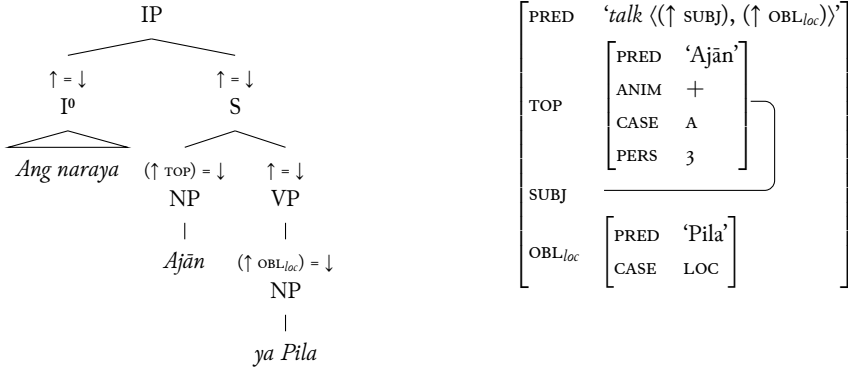 IP
↑ = ↓ ↑ = ↓
I⁰ S
Ang naraya (↑ TOP) = ↓ ↑ = ↓
NP VP
Ajān (↑ OBLloc) = ↓
NP
ya Pila
PRED ‘talk ⟨(↑ SUBJ), (↑ OBLloc)⟩’
TOP
PRED ‘Ajān’
ANIM +
CASE A
PERS 3
SUBJ
OBLloc
PRED ‘Pila’
CASE LOC